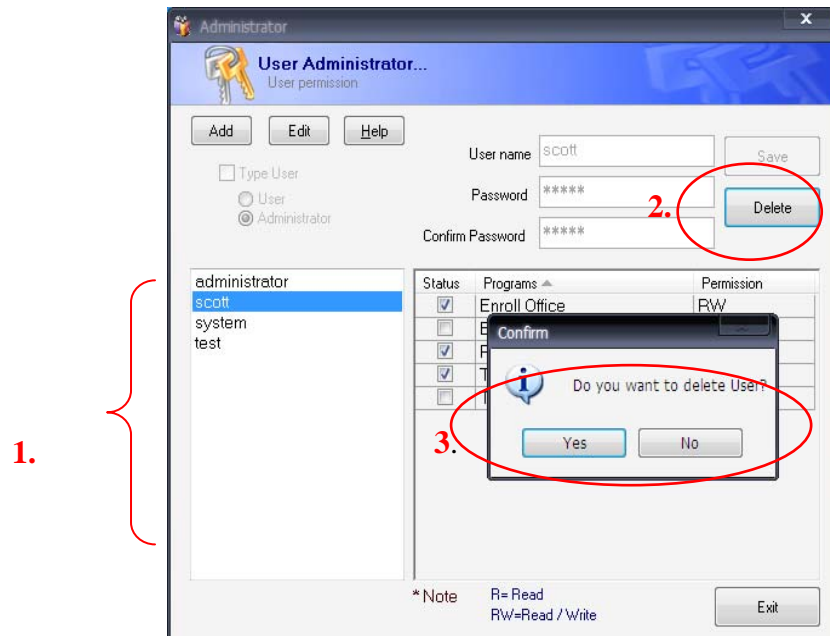 Administrator
x
User Administrator...
User permission
Add
Edit
Help
Type User
User
Administrator
User name
scott
Save
Password
*****
2.
Delete
Confirm Password
*****
administrator
scott
system
test
1.
Status
Programs
Permission
Enroll Office
RW
Confirm
Do you want to delete User?
3.
Yes
No
*Note
R= Read
RW=Read / Write
Exit